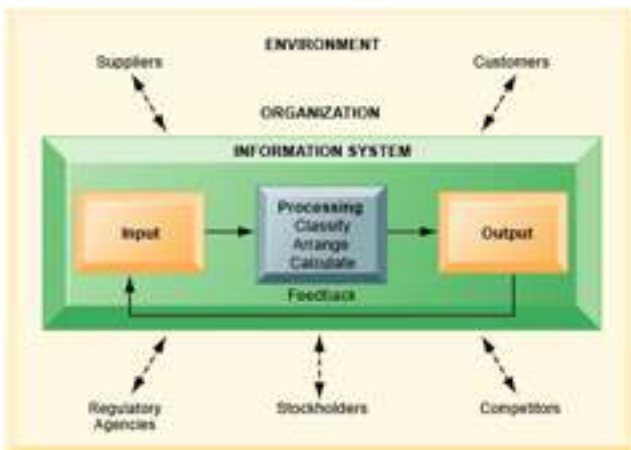 ENVIRONMENT
Suppliers
Customers
ORGANIZATION
INFORMATION SYSTEM
Input
Processing
Classify
Arrange
Calculate
Output
Feedback
Regulatory
Agencies
Stockholders
Competitors